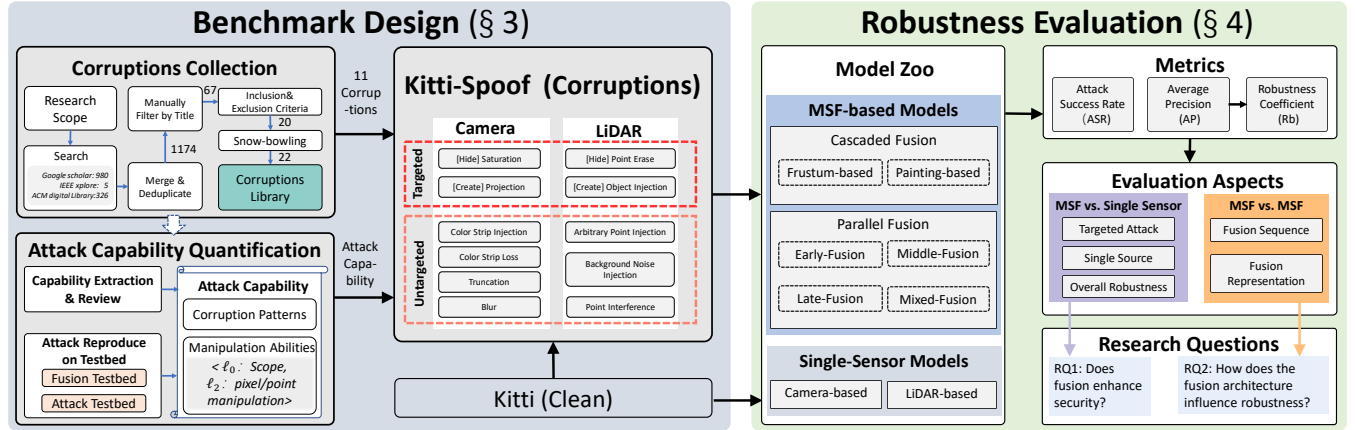 Benchmark Design (§ 3)
Corruptions Collection
Research
Scope
Search
Google scholar: 980
IEEE xplore: 5
ACM digital Library:326
Manually
Filter by Title
67
1174
Merge &
Deduplicate
Inclusion&
Exclusion Criteria
20
Snow-bowling
22
Corruptions
Library
Attack Capability Quantification
Capability Extraction
& Review
Attack Reproduce
on Testbed
Fusion Testbed
Attack Testbed
Attack Capability
Corruption Patterns
Manipulation Abilities
< ℓ0: Scope,
ℓ2: pixel/point
manipulation>
11
Corrup
-tions
Attack
Capa-
bility
Kitti-Spoof (Corruptions)
Camera
LiDAR
Targeted
[Hide] Saturation
[Hide] Point Erase
[Create] Projection
[Create] Object Injection
Untargeted
Color Strip Injection
Arbitrary Point Injection
Color Strip Loss
Background Noise
Injection
Truncation
Blur
Point Interference
Kitti (Clean)
Robustness Evaluation (§ 4)
Model Zoo
MSF-based Models
Cascaded Fusion
Frustum-based
Painting-based
Parallel Fusion
Early-Fusion
Middle-Fusion
Late-Fusion
Mixed-Fusion
Single-Sensor Models
Camera-based
LiDAR-based
Metrics
Attack
Success Rate
(ASR)
Average
Precision
(AP)
Robustness
Coefficient
(Rb)
Evaluation Aspects
MSF vs. Single Sensor
Targeted Attack
Single Source
Overall Robustness
MSF vs. MSF
Fusion Sequence
Fusion
Representation
Research Questions
RQ1: Does
fusion enhance
security?
RQ2: How does the
fusion architecture
influence robustness?